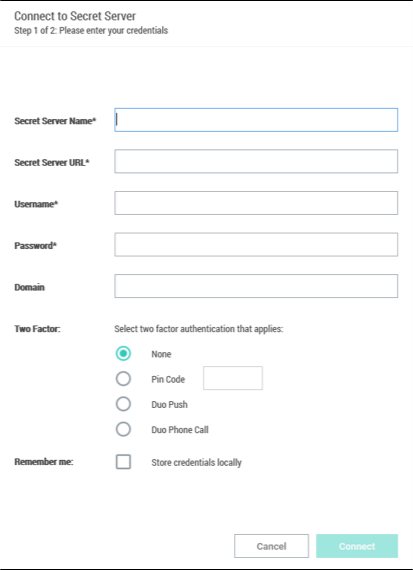 Connect to Secret Server
Step 1 of 2: Please enter your credentials
Secret Server Name*
Secret Server URL*
Username*
Password*
Domain
Two Factor: Select two factor authentication that applies:
None
Pin Code
Duo Push
Duo Phone Call
Remember me: Store credentials locally
Cancel Connect